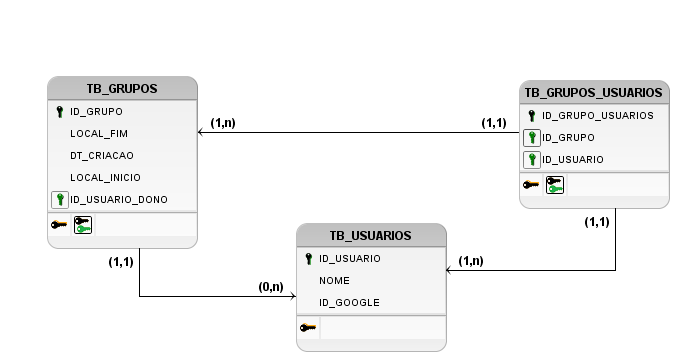 TB_GRUPOS
ID_GRUPO
LOCAL_FIM
DT_CRIACAO
LOCAL_INICIO
ID_USUARIO_DONO
(1,n)
(1,1)
TB_GRUPOS_USUARIOS
ID_GRUPO_USUARIOS
ID_GRUPO
ID_USUARIO
(1,1)
(0,n)
TB_USUARIOS
ID_USUARIO
NOME
ID_GOOGLE
(1,n)
(1,1)